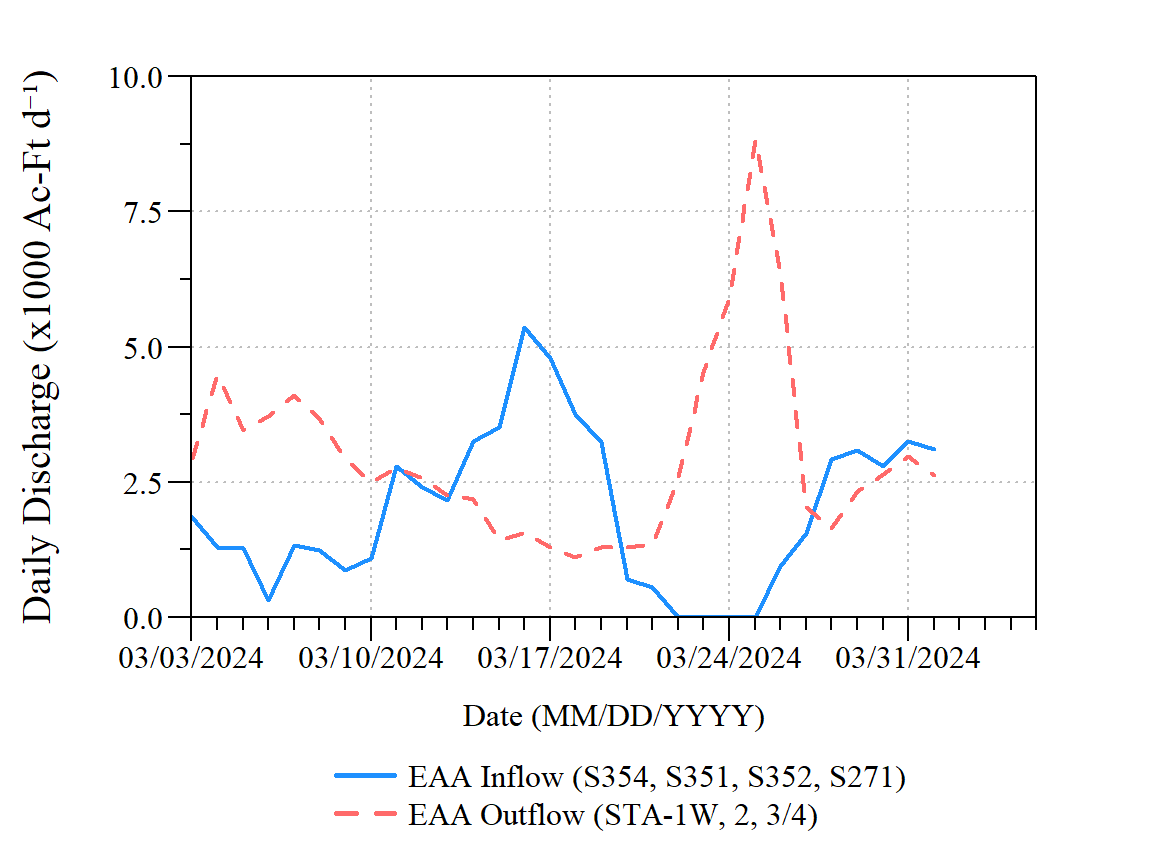 Daily Discharge (x1000 Ac-Ft d⁻¹)
10.0
7.5
5.0
2.5
0.0
03/03/2024 03/10/2024 03/17/2024 03/24/2024 03/31/2024
Date (MM/DD/YYYY)
EAA Inflow (S354, S351, S352, S271)
EAA Outflow (STA-1W, 2, 3/4)